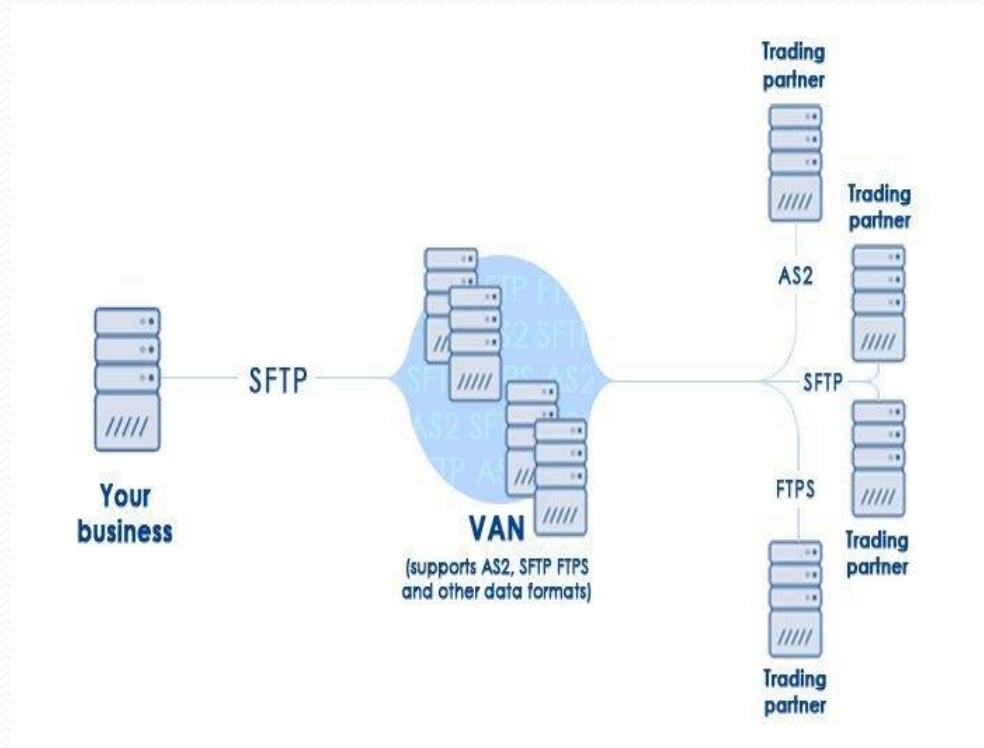 Trading
partner
Trading
partner
AS2
SFTP
SFTP
FTPS
Your
business
VAN
(supports AS2, SFTP FTPS
and other data formats)
Trading
partner
Trading
partner